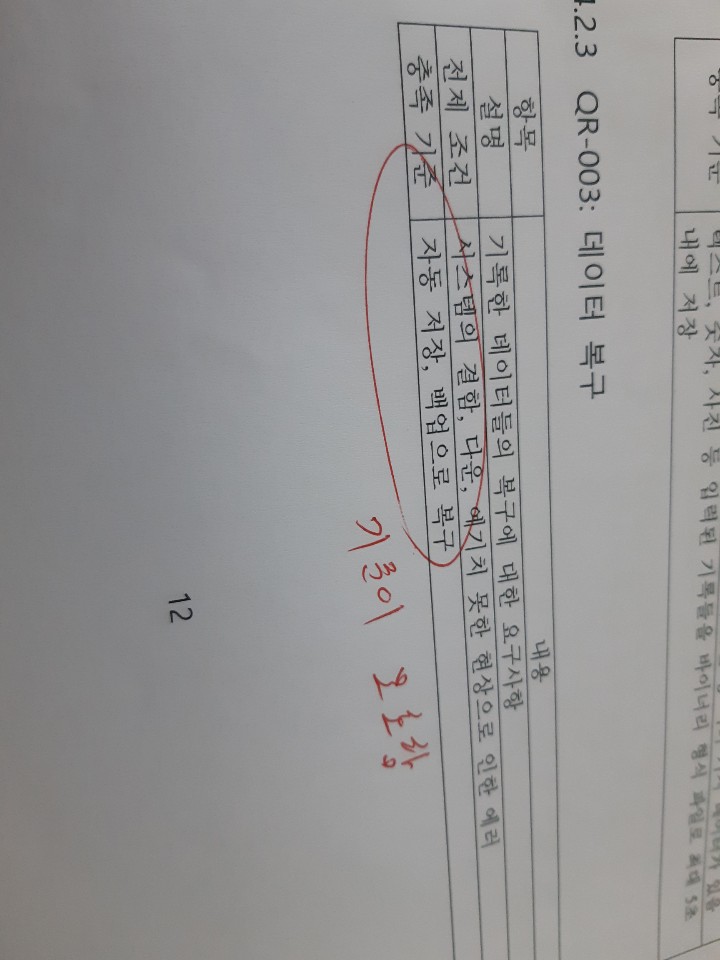 기준
텍스트, 숫자, 사진 등 입력된 기록들을 바이너리 형식 파일로 최대 5초
내에 저장
4.2.3 QR-003: 데이터 복구
항목 내용
설명 기록한 데이터들의 복구에 대한 요구사항
전제 조건 시스템의 결함, 다운, 예기치 못한 현상으로 인한 에러
충족 기준 자동 저장, 백업으로 복구
기준이 모호함
12